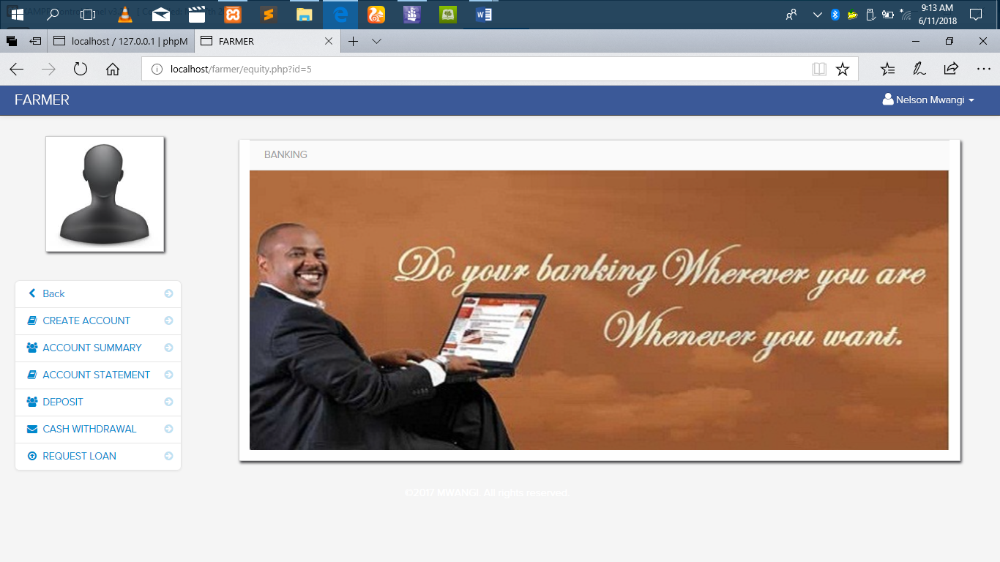 9:13 AM
6/11/2018
localhost / 127.0.0.1 | phpM
FARMER
localhost/farmer/equity.php?id=5
FARMER
Nelson Mwangi
BANKING
Do your banking Wherever you are
Whenever you want.
Back
CREATE ACCOUNT
ACCOUNT SUMMARY
ACCOUNT STATEMENT
DEPOSIT
CASH WITHDRAWAL
REQUEST LOAN
©2017 MWANGI. All rights reserved.